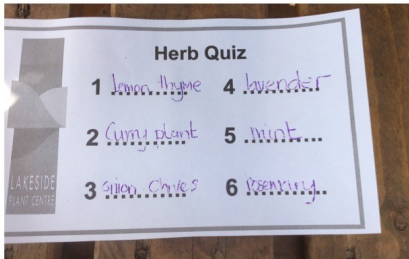 Herb Quiz
1 lemon thyme
4 lavender
2 Curry plant
5 mint
3 onion Chives
6 Rosemary
LAKESIDE
PLANT CENTRE